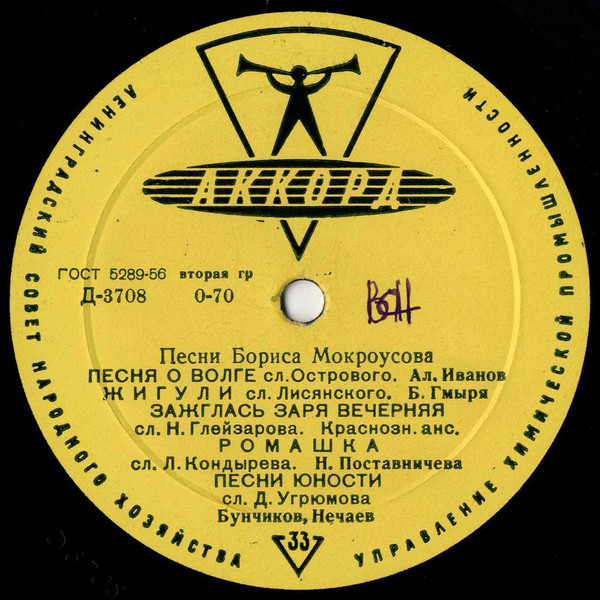 ЛЕНИНГРАДСКИЙ СОВЕТ НАРОДНОГО ХОЗЯЙСТВА
УПРАВЛЕНИЕ ХИМИЧЕСКОЙ ПРОМЫШЛЕННОСТИ
АККОРД
ГОСТ 5289-56 вторая гр
Д-3708 0-70
Песни Бориса Мокроусова
ПЕСНЯ О ВОЛГЕ сл. Острового. Ал. Иванов
ЖИГУЛИ сл. Лисянского. Б. Гмыря
ЗАЖГЛАСЬ ЗАРЯ ВЕЧЕРНЯЯ
сл. Н. Глейзарова. Краснозн. анс.
РОМАШКА
сл. Л. Кондырева. Н. Поставничева
ПЕСНИ ЮНОСТИ
сл. Д. Угрюмова
Бунчиков, Нечаев
33